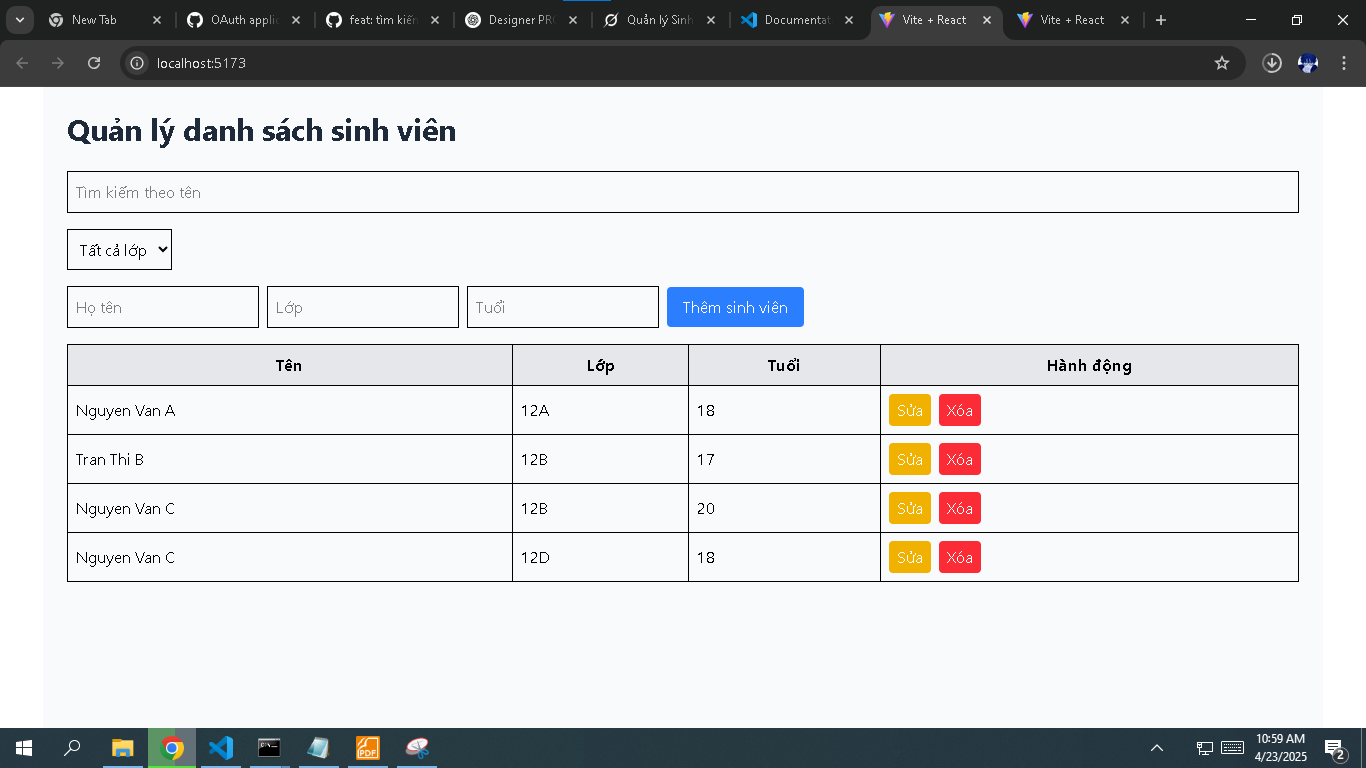 New Tab
OAuth applic
feat: tìm kiến
Designer PRO
Quản lý Sinh
Documentat
Vite + React
Vite + React
localhost:5173
Quản lý danh sách sinh viên
Tìm kiếm theo tên
Tất cả lớp
Họ tên
Lớp
Tuổi
Thêm sinh viên
Tên
Lớp
Tuổi
Hành động
Nguyen Van A
12A
18
Sửa
Xóa
Tran Thi B
12B
17
Sửa
Xóa
Nguyen Van C
12B
20
Sửa
Xóa
Nguyen Van C
12D
18
Sửa
Xóa
PDF
10:59 AM
4/23/2025
2